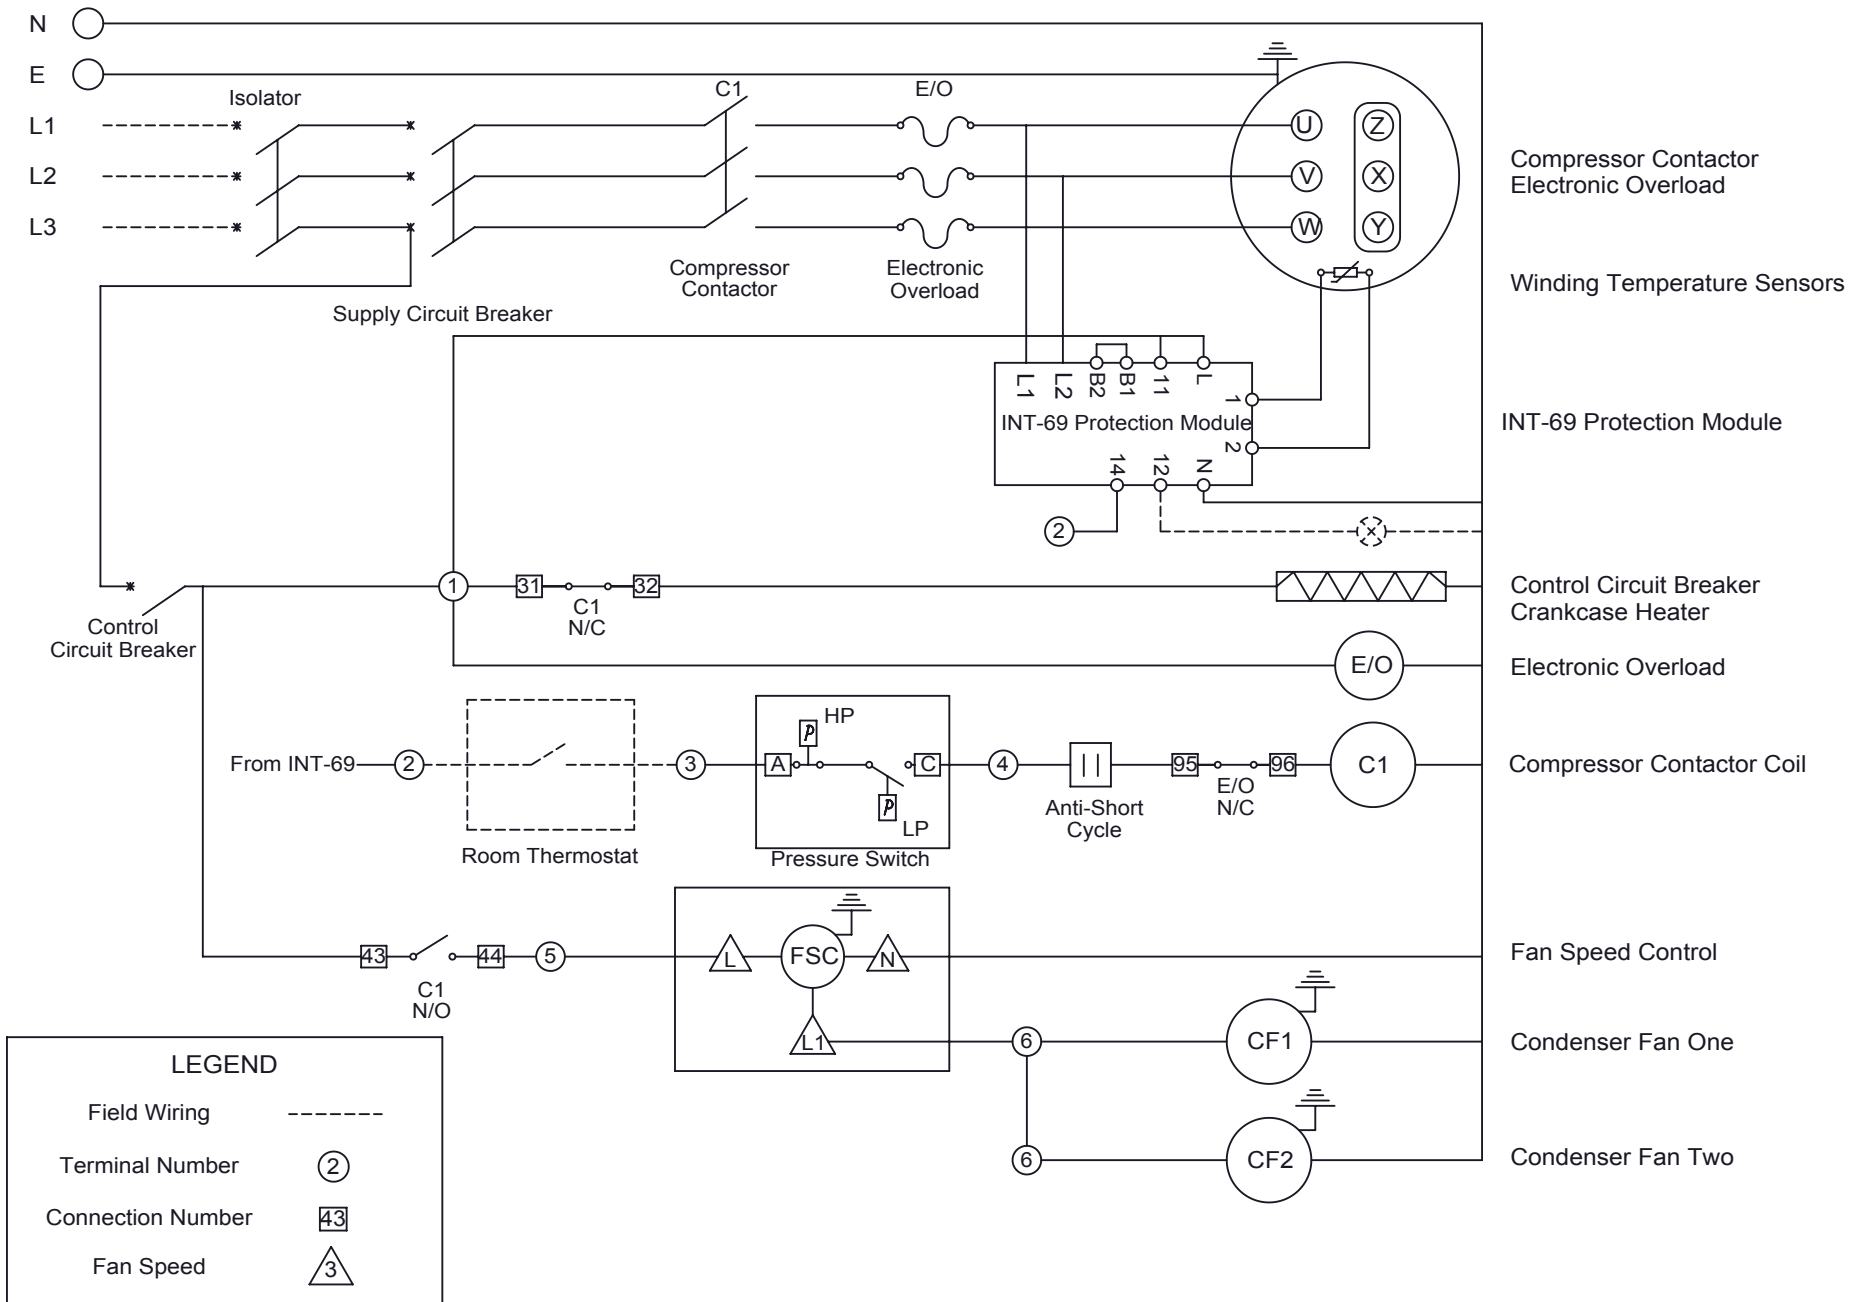 N
E
Isolator
C1
E/O
L1
U
Z
L2
V
X
Compressor Contactor
Electronic Overload
L3
W
Y
Compressor
Contactor
Electronic
Overload
Winding Temperature Sensors
Supply Circuit Breaker
L1
L2
B2
B1
11
L
1
INT-69 Protection Module
INT-69 Protection Module
2
14
12
N
2
1
31
32
C1
N/C
Control Circuit Breaker
Crankcase Heater
Control
Circuit Breaker
E/O
Electronic Overload
HP
P
From INT-69
2
3
A
C
4
95
96
C1
Compressor Contactor Coil
E/O
N/C
P
LP
Anti-Short
Cycle
Room Thermostat
Pressure Switch
43
44
5
L
FSC
N
Fan Speed Control
C1
N/O
L1
6
CF1
Condenser Fan One
LEGEND
Field Wiring
Terminal Number
2
6
CF2
Condenser Fan Two
Connection Number
43
Fan Speed
3